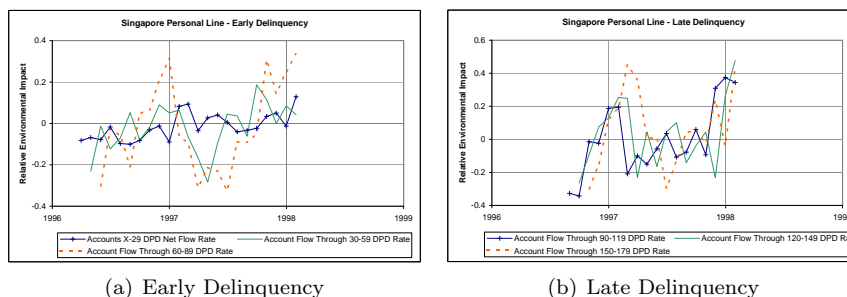 Singapore Personal Line - Early Delinquency
Relative Environmental Impact
0.4
0.2
0
-0.2
-0.4
1996 1997 1998 1999
Accounts X-29 DPD Net Flow Rate Account Flow Through 30-59 DPD Rate
Account Flow Through 60-89 DPD Rate
(a) Early Delinquency
Singapore Personal Line - Late Delinquency
Relative Environmental Impact
0.6
0.4
0.2
0
-0.2
-0.4
1996 1997 1998 199
Account Flow Through 90-119 DPD Rate Account Flow Through 120-149 DPD Ra
Account Flow Through 150-179 DPD Rate
(b) Late Delinquency